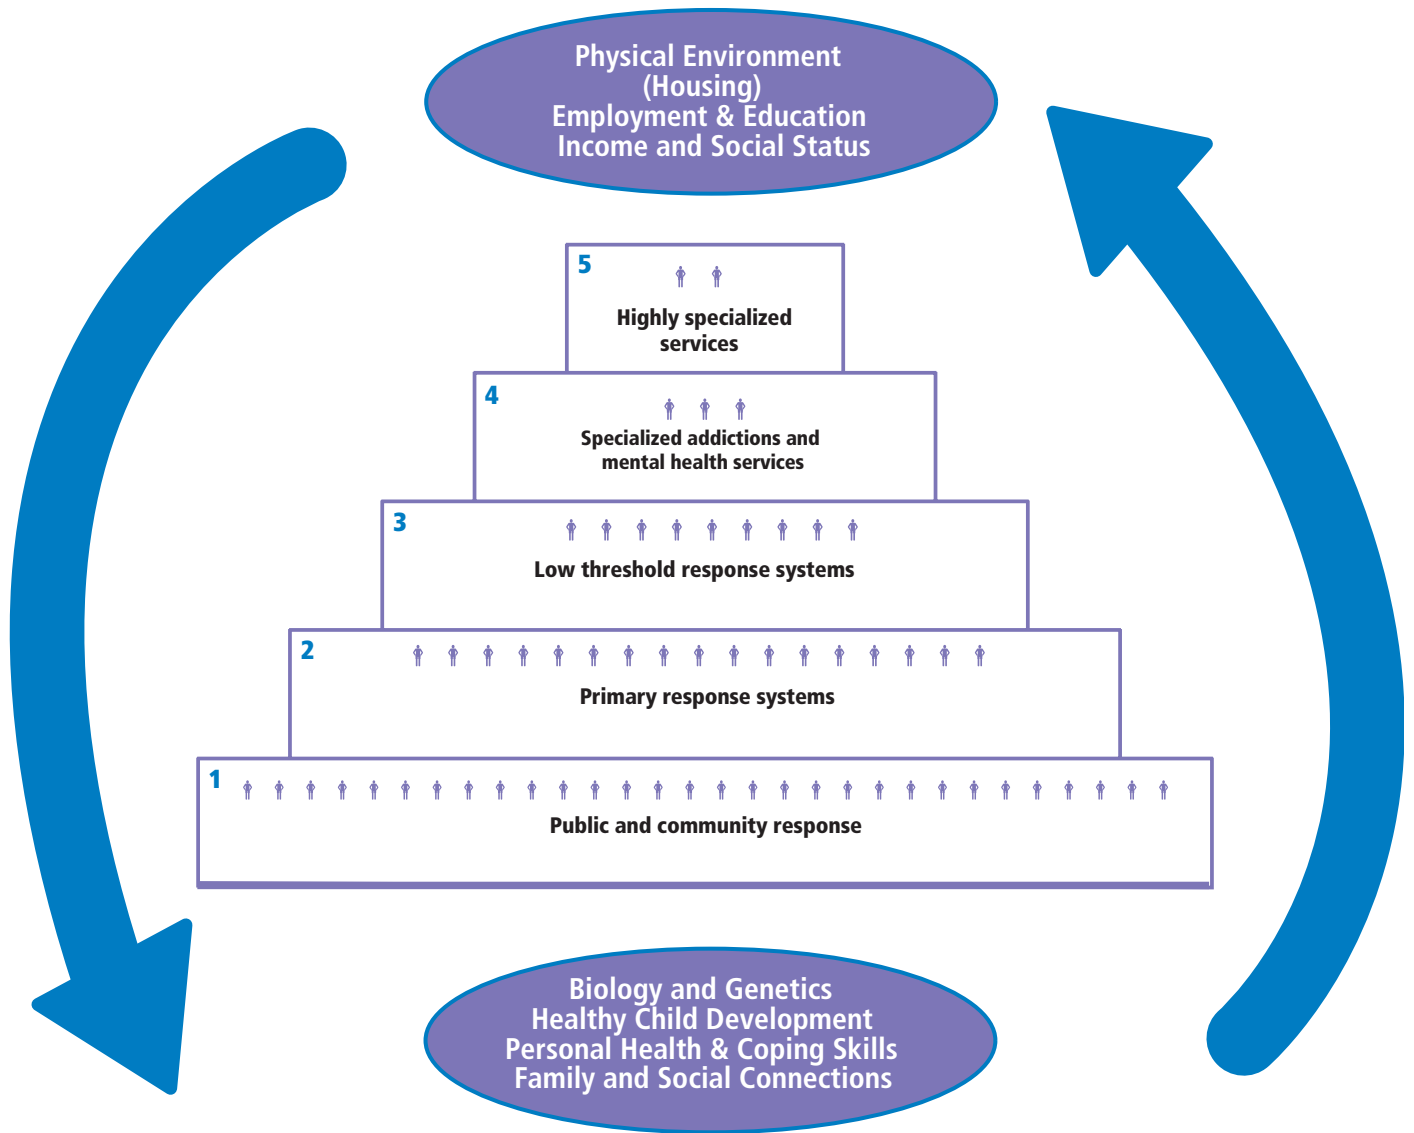 Physical Environment
(Housing)
Employment & Education
Income and Social Status
5
Highly specialized
services
4
Specialized addictions and
mental health services
3
Low threshold response systems
2
Primary response systems
1
Public and community response
Biology and Genetics
Healthy Child Development
Personal Health & Coping Skills
Family and Social Connections